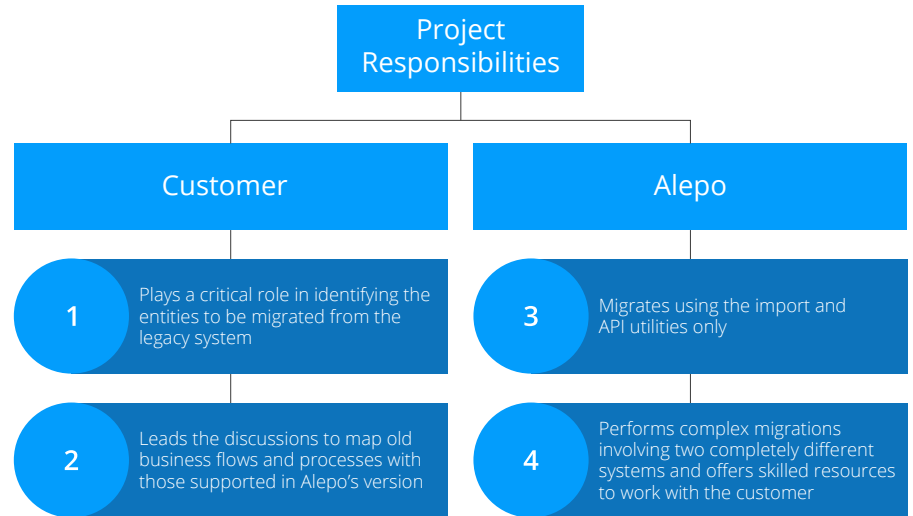 Project
Responsibilities
Customer
Alepo
1
Plays a critical role in identifying the
entities to be migrated from the
legacy system
2
Leads the discussions to map old
business flows and processes with
those supported in Alepo’s version
3
Migrates using the import and
API utilities only
4
Performs complex migrations
involving two completely different
systems and offers skilled resources
to work with the customer